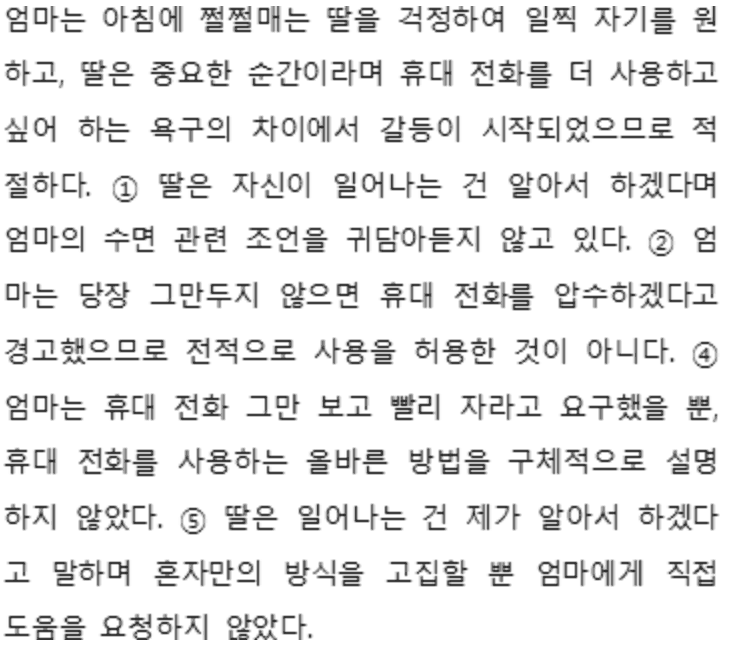 엄마는 아침에 쩔쩔매는 딸을 걱정하여 일찍 자기를 원
하고, 딸은 중요한 순간이라며 휴대 전화를 더 사용하고
싶어 하는 욕구의 차이에서 갈등이 시작되었으므로 적
절하다. ① 딸은 자신이 일어나는 건 알아서 하겠다며
엄마의 수면 관련 조언을 귀담아듣지 않고 있다. ② 엄
마는 당장 그만두지 않으면 휴대 전화를 압수하겠다고
경고했으므로 전적으로 사용을 허용한 것이 아니다. ④
엄마는 휴대 전화 그만 보고 빨리 자라고 요구했을 뿐,
휴대 전화를 사용하는 올바른 방법을 구체적으로 설명
하지 않았다. ⑤ 딸은 일어나는 건 제가 알아서 하겠다
고 말하며 혼자만의 방식을 고집할 뿐 엄마에게 직접
도움을 요청하지 않았다.